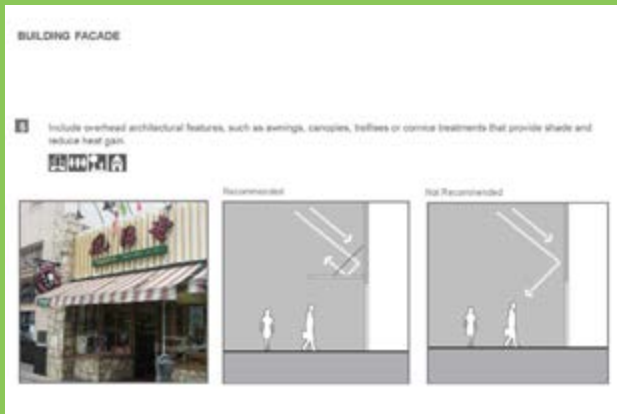 BUILDING FACADE
5
Include overhead architectural features, such as awnings, canopies, trellises or cornice treatments that provide shade and
reduce heat gain.
Recommended
Not Recommended